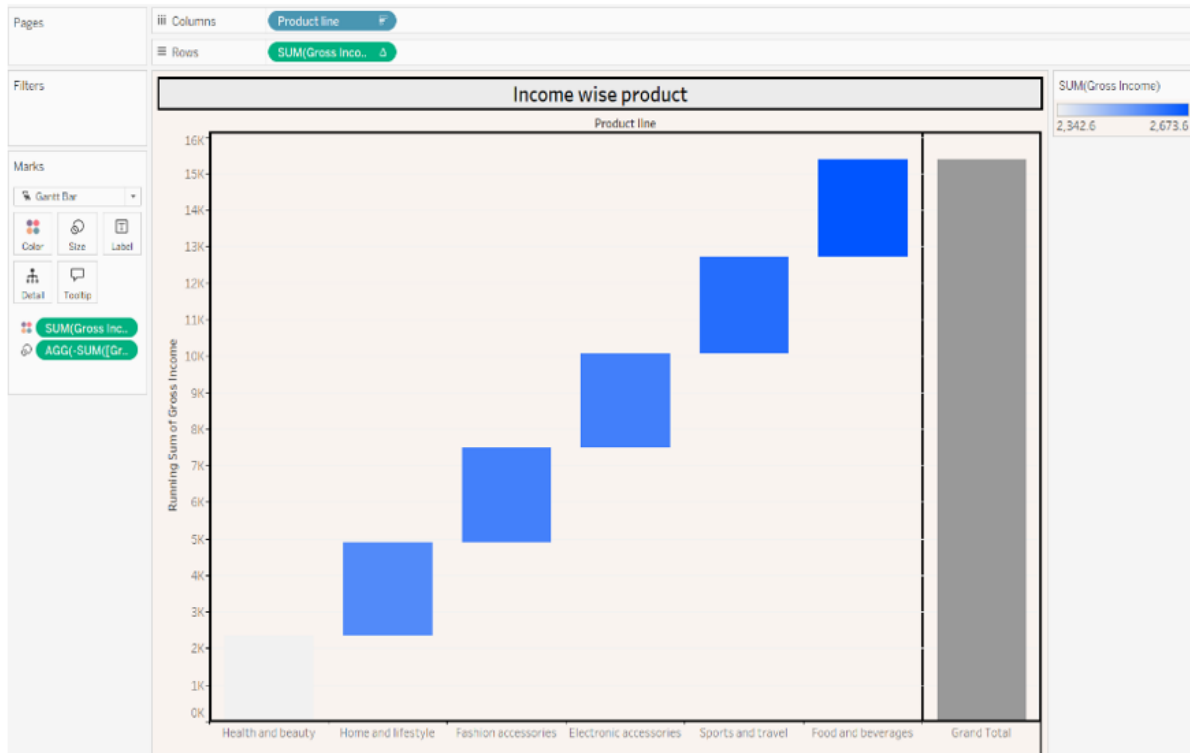 Pages
Columns
Product line
Rows
SUM(Gross Inco..
Filters
Marks
Gantt Bar
Color Size Label
Detail Tooltip
SUM(Gross Inc..
AGG(-SUM([Gr..
Income wise product
Product line
Running Sum of Gross Income
16K
15K
14K
13K
12K
11K
10K
9K
8K
7K
6K
5K
4K
3K
2K
1K
0K
Health and beauty Home and lifestyle Fashion accessories Electronic accessories Sports and travel Food and beverages Grand Total
SUM(Gross Income)
2,342.6 2,673.6